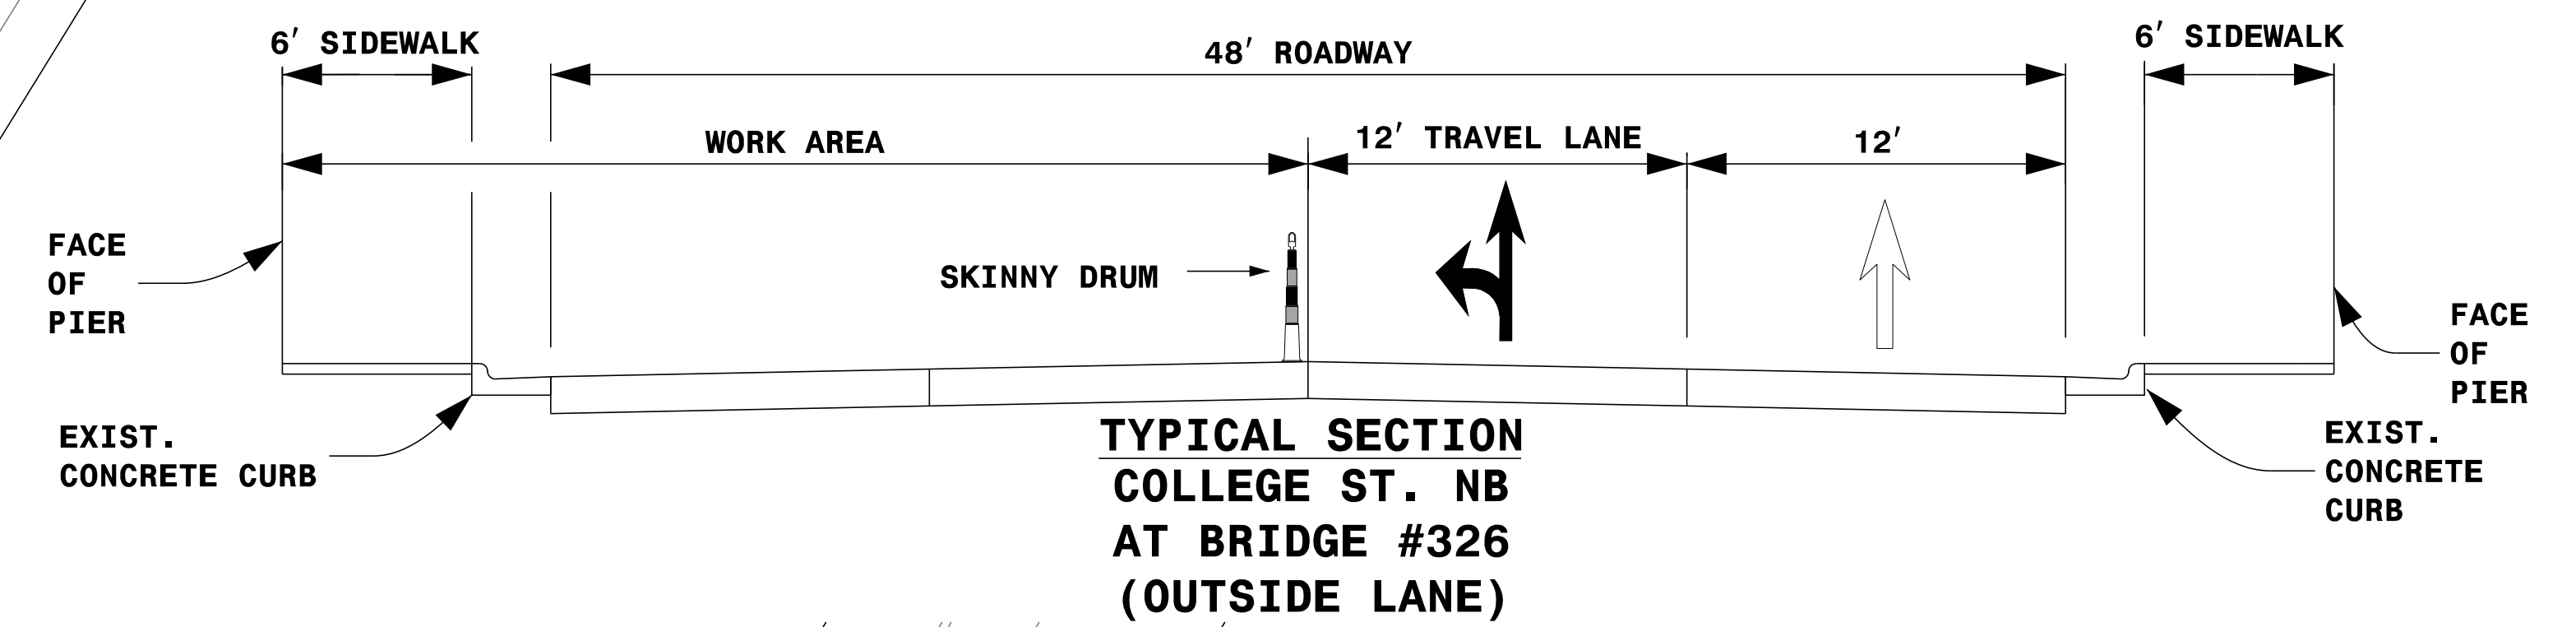 6' SIDEWALK
48' ROADWAY
6' SIDEWALK
WORK AREA
12' TRAVEL LANE
12'
FACE
OF
PIER
SKINNY DRUM
FACE
OF
PIER
EXIST.
CONCRETE CURB
EXIST.
CONCRETE
CURB
TYPICAL SECTION
COLLEGE ST. NB
AT BRIDGE #326
(OUTSIDE LANE)